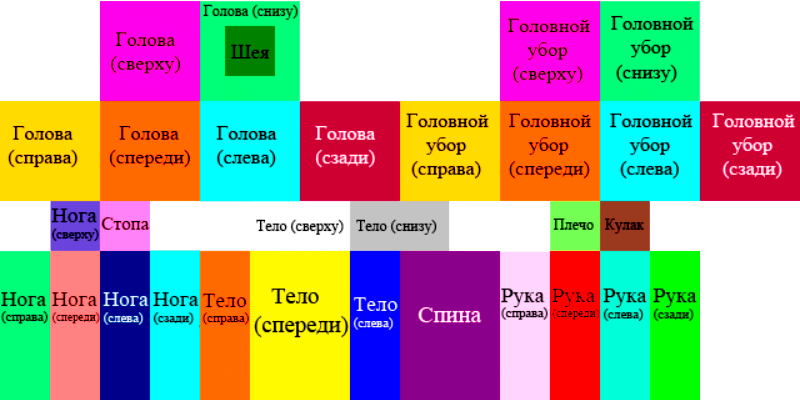 Голова
(сверху)
Голова (снизу)
Шея
Головной
убор
(сверху)
Головной
убор
(снизу)
Голова
(справа)
Голова
(спереди)
Голова
(слева)
Голова
(сзади)
Головной
убор
(справа)
Головной
убор
(спереди)
Головной
убор
(слева)
Головной
убор
(сзади)
Нога
(сверху)
Стопа
Тело (сверху)
Тело (снизу)
Плечо
Кулак
Нога
(справа)
Нога
(спереди)
Нога
(слева)
Нога
(сзади)
Тело
(справа)
Тело
(спереди)
Тело
(слева)
Спина
Рука
(справа)
Рука
(спереди)
Рука
(слева)
Рука
(сзади)